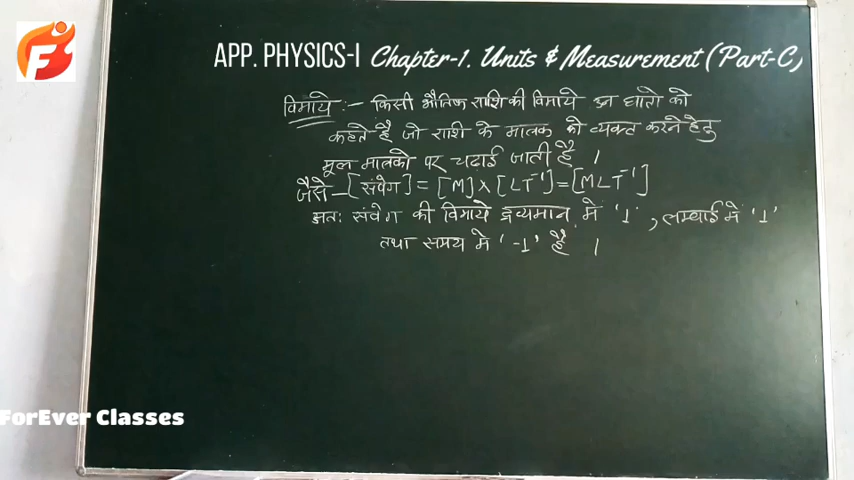 APP. PHYSICS-I Chapter-1. Units & Measurement (Part-C)
विमाये :- किसी भौतिक राशि की विमाये उन घातो को
कहते है जो राशि के मात्रक को व्यक्त करने हेतु
मूल मात्रको पर चढाई जाती है ।
जैसे - [संवेग] = [M] x [LT⁻¹] = [MLT⁻¹]
अतः संवेग की विमाये द्रव्यमान मे '1', लम्बाई मे '1'
तथा समय मे '-1' है ।
ForEver Classes